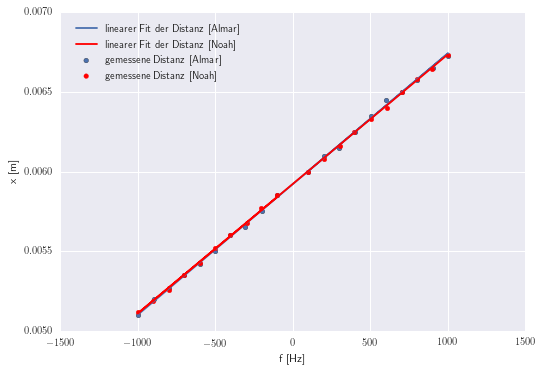 0.0070
linearer Fit der Distanz [Almar]
linearer Fit der Distanz [Noah]
gemessene Distanz [Almar]
gemessene Distanz [Noah]
0.0065
0.0060
0.0055
0.0050
x [m]
−1500 −1000 −500 0 500 1000 1500
f [Hz]